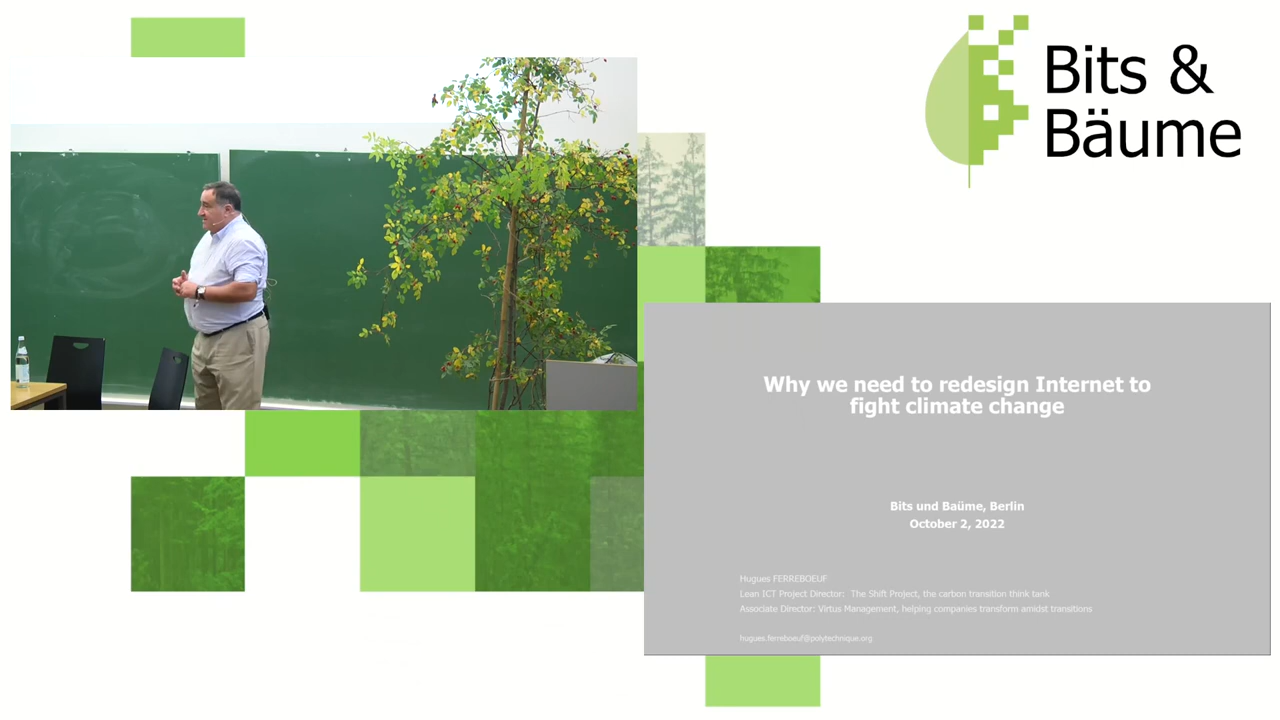 Bits &
Bäume
Why we need to redesign Internet to
fight climate change
Bits und Baüme, Berlin
October 2, 2022
Hugues FERREBOEUF
Lean ICT Project Director: The Shift Project, the carbon transition think tank
Associate Director: Virtus Management, helping companies transform amidst transitions
hugues.ferreboeuf@polytechnique.org